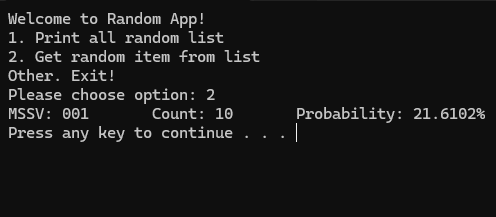 Welcome to Random App!
1. Print all random list
2. Get random item from list
Other. Exit!
Please choose option: 2
MSSV: 001       Count: 10       Probability: 21.6102%
Press any key to continue . . .